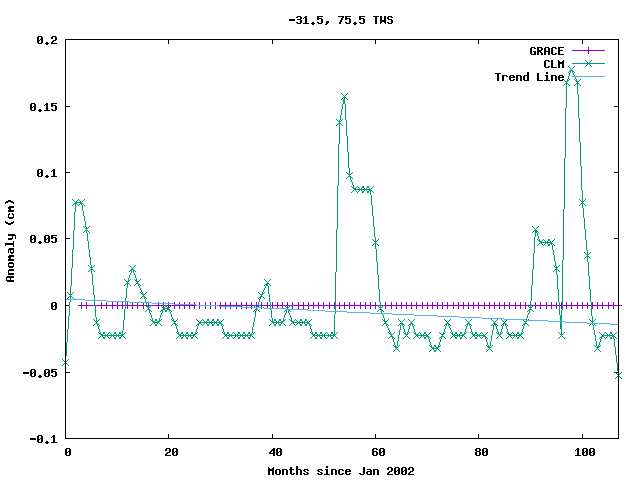 -31.5, 75.5 TWS
GRACE
CLM
Trend Line
0.2
0.15
0.1
0.05
0
-0.05
-0.1
Anomaly (cm)
0 20 40 60 80 100
Months since Jan 2002